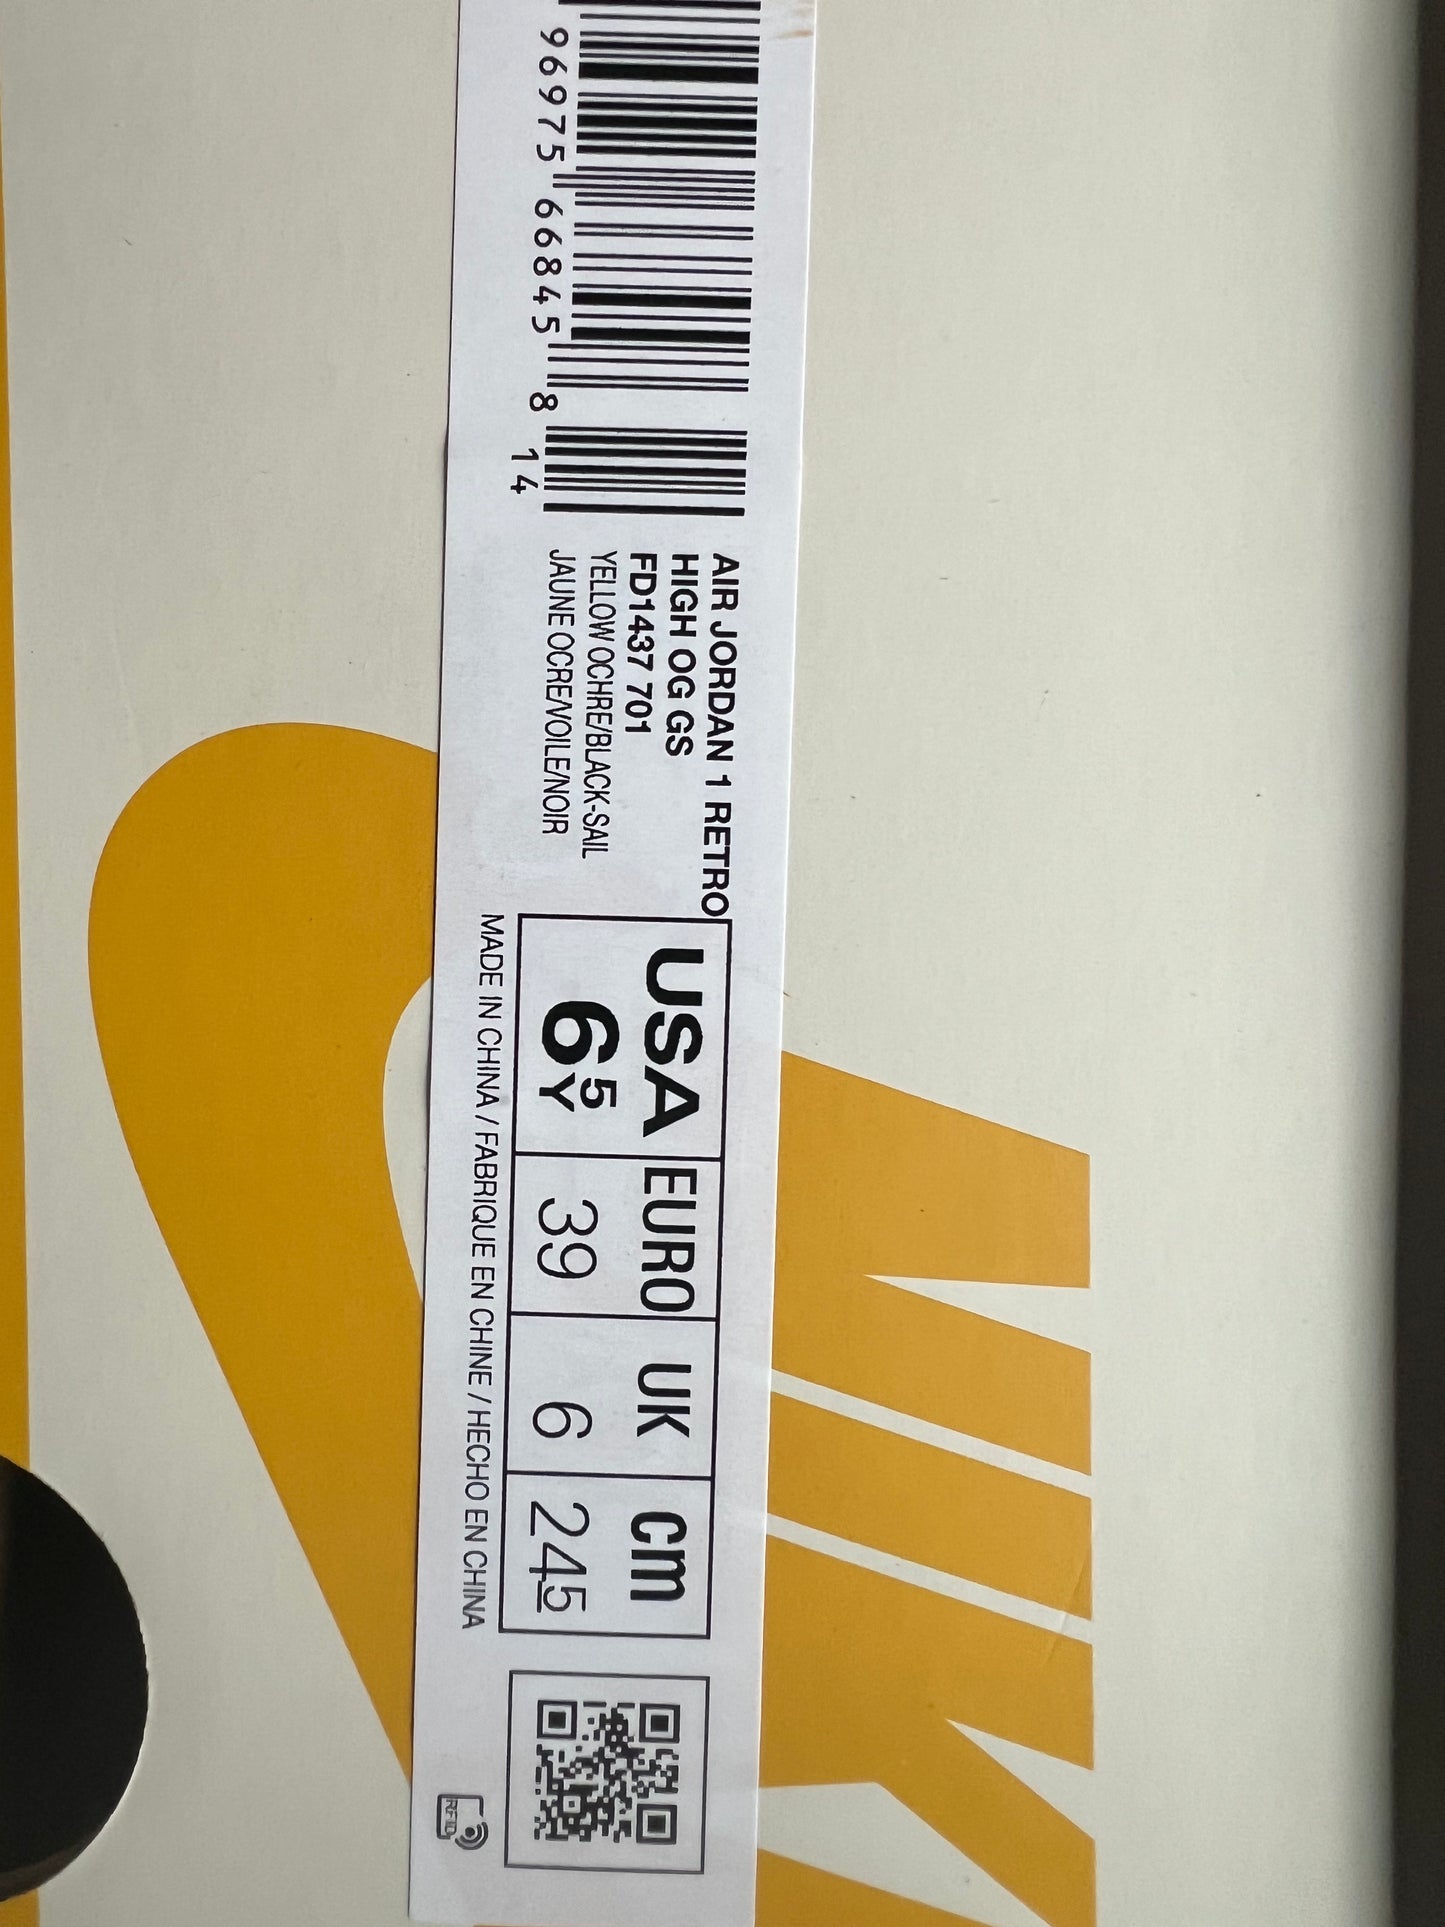 96975 66845 8
14
AIR JORDAN 1 RETRO
HIGH OG GS
FD1437 701
YELLOW OCHRE/BLACK-SAIL
JAUNE OCRE/VOILE/NOIR
USA EURO UK cm
6 5Y 39 6 24 5
MADE IN CHINA / FABRIQUE EN CHINE / HECHO EN CHINA
RFID
NIK